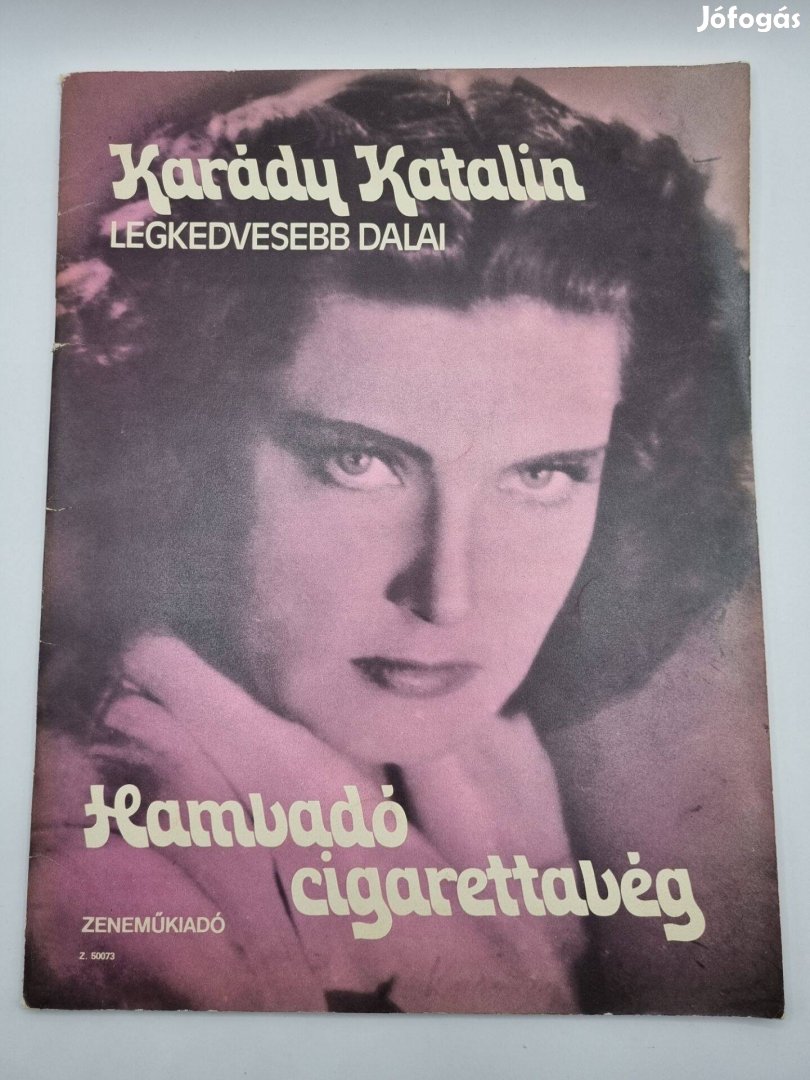 Jófogás
Karády Katalin
LEGKEDVESEBB DALAI
Hamvadó
cigarettavég
ZENEMŰKIADÓ
Z. 50073